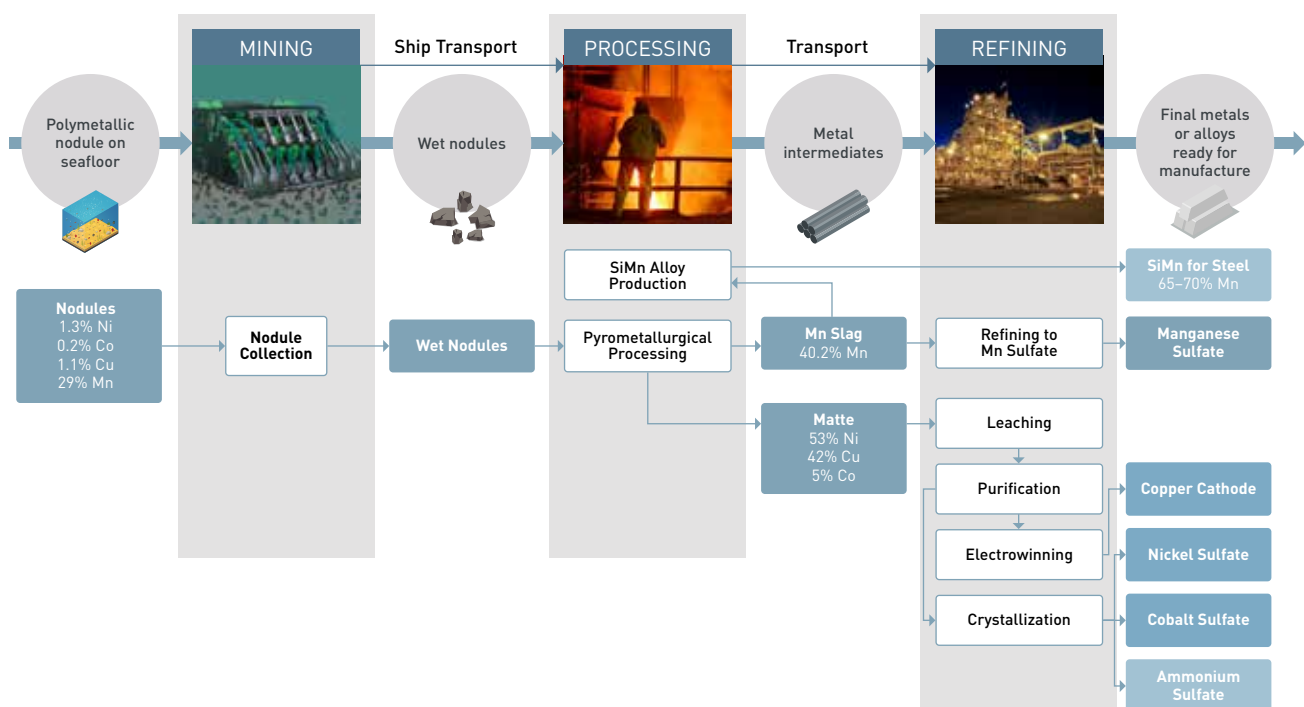 MINING
Ship Transport
PROCESSING
Transport
REFINING
Polymetallic
nodule on
seafloor
Wet nodules
Metal
intermediates
Final metals
or alloys
ready for
manufacture
SiMn Alloy
Production
SiMn for Steel
65–70% Mn
Nodules
1.3% Ni
0.2% Co
1.1% Cu
29% Mn
Nodule
Collection
Wet Nodules
Pyrometallurgical
Processing
Mn Slag
40.2% Mn
Refining to
Mn Sulfate
Manganese
Sulfate
Matte
53% Ni
42% Cu
5% Co
Leaching
Purification
Copper Cathode
Electrowinning
Nickel Sulfate
Crystallization
Cobalt Sulfate
Ammonium
Sulfate